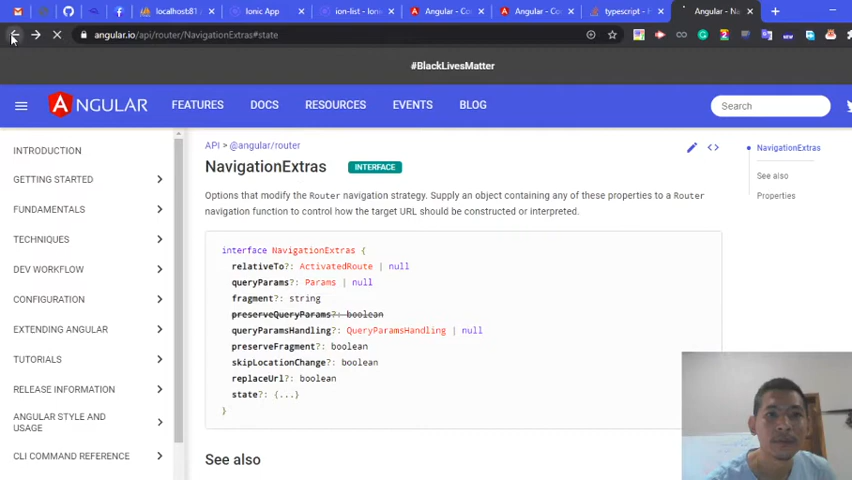 localhost:81 /
Ionic App
ion-list - Ionic
Angular - Co
Angular - Co
typescript - H
Angular - Na
angular.io/api/router/NavigationExtras#state
#BlackLivesMatter
ANGULAR
FEATURES
DOCS
RESOURCES
EVENTS
BLOG
Search
INTRODUCTION
GETTING STARTED
FUNDAMENTALS
TECHNIQUES
DEV WORKFLOW
CONFIGURATION
EXTENDING ANGULAR
TUTORIALS
RELEASE INFORMATION
ANGULAR STYLE AND
USAGE
CLI COMMAND REFERENCE
API > @angular/router
NavigationExtras INTERFACE
Options that modify the Router navigation strategy. Supply an object containing any of these properties to a Router
navigation function to control how the target URL should be constructed or interpreted.
interface NavigationExtras {
relativeTo?: ActivatedRoute | null
queryParams?: Params | null
fragment?: string
preserveQueryParams?: boolean
queryParamsHandling?: QueryParamsHandling | null
preserveFragment?: boolean
skipLocationChange?: boolean
replaceUrl?: boolean
state?: {...}
}
See also
NavigationExtras
See also
Properties